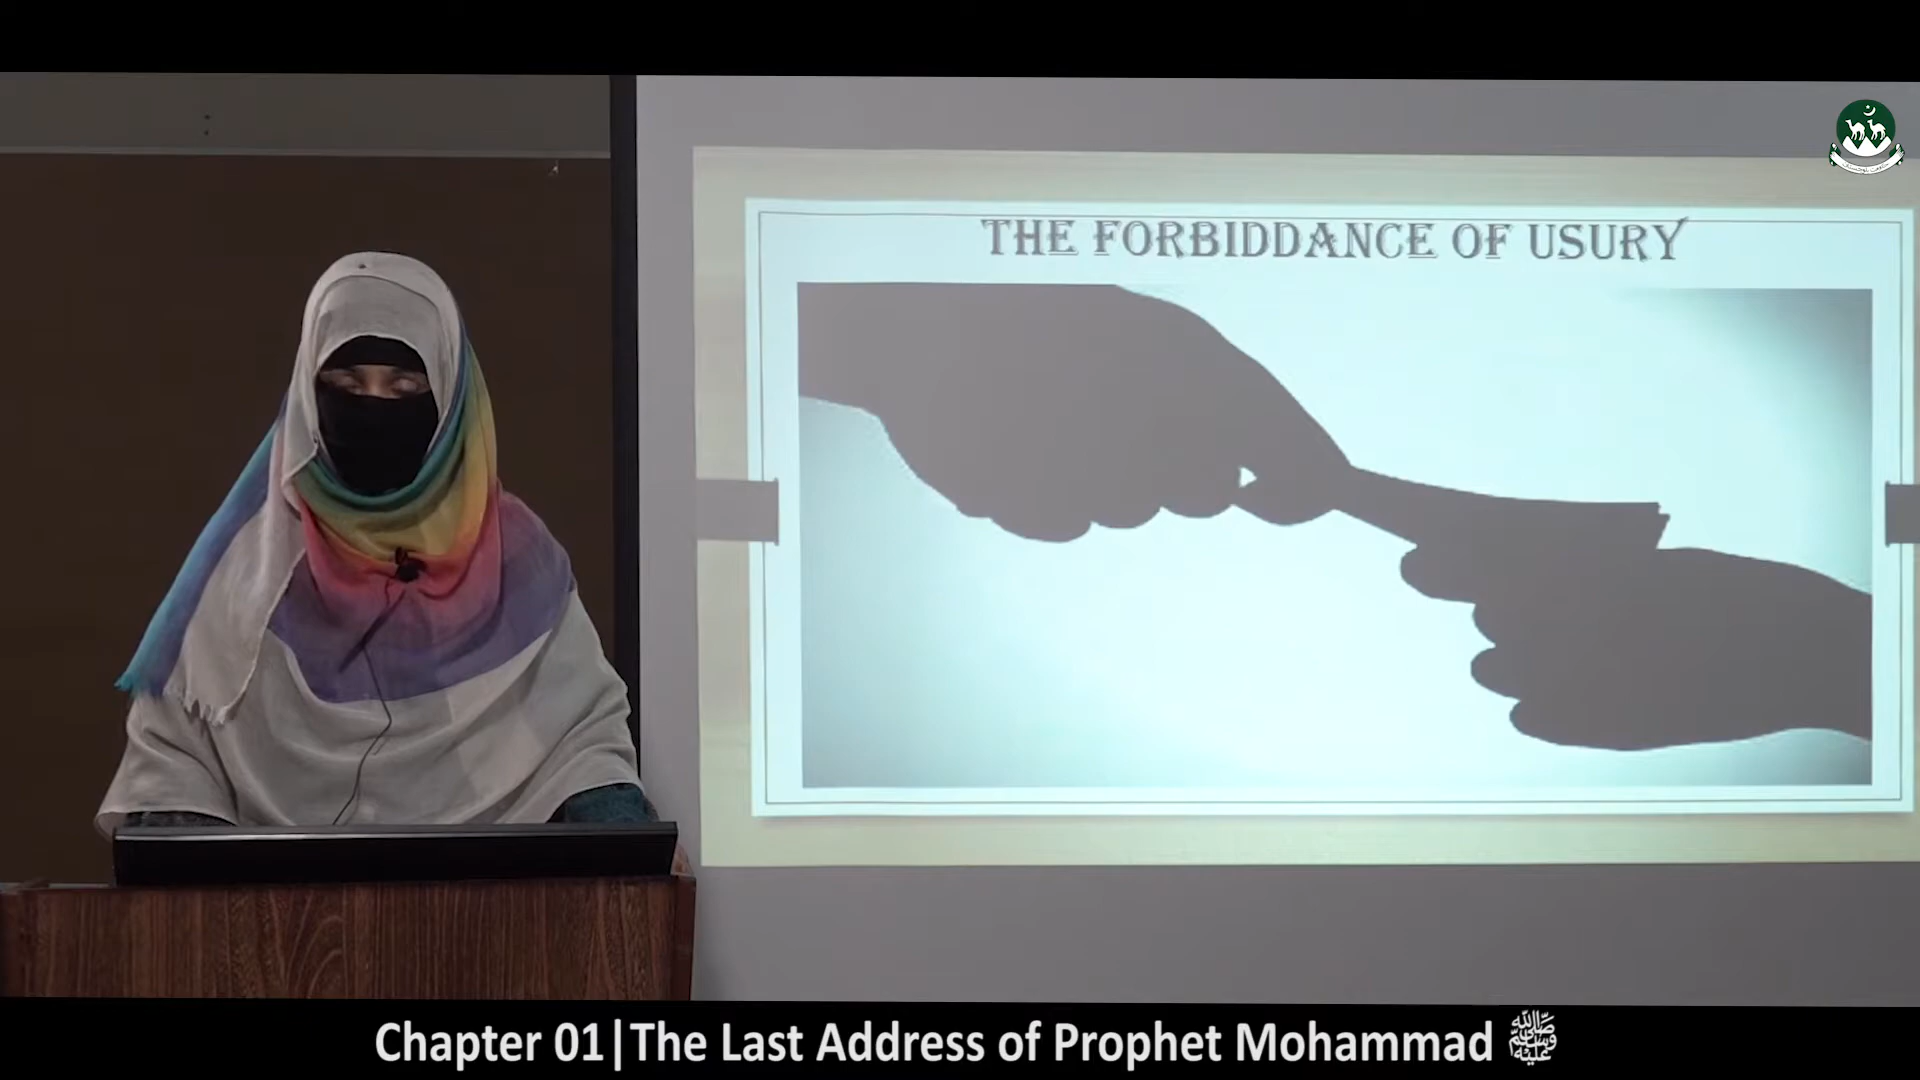 THE FORBIDDANCE OF USURY
Chapter 01|The Last Address of Prophet Mohammad ﷺ